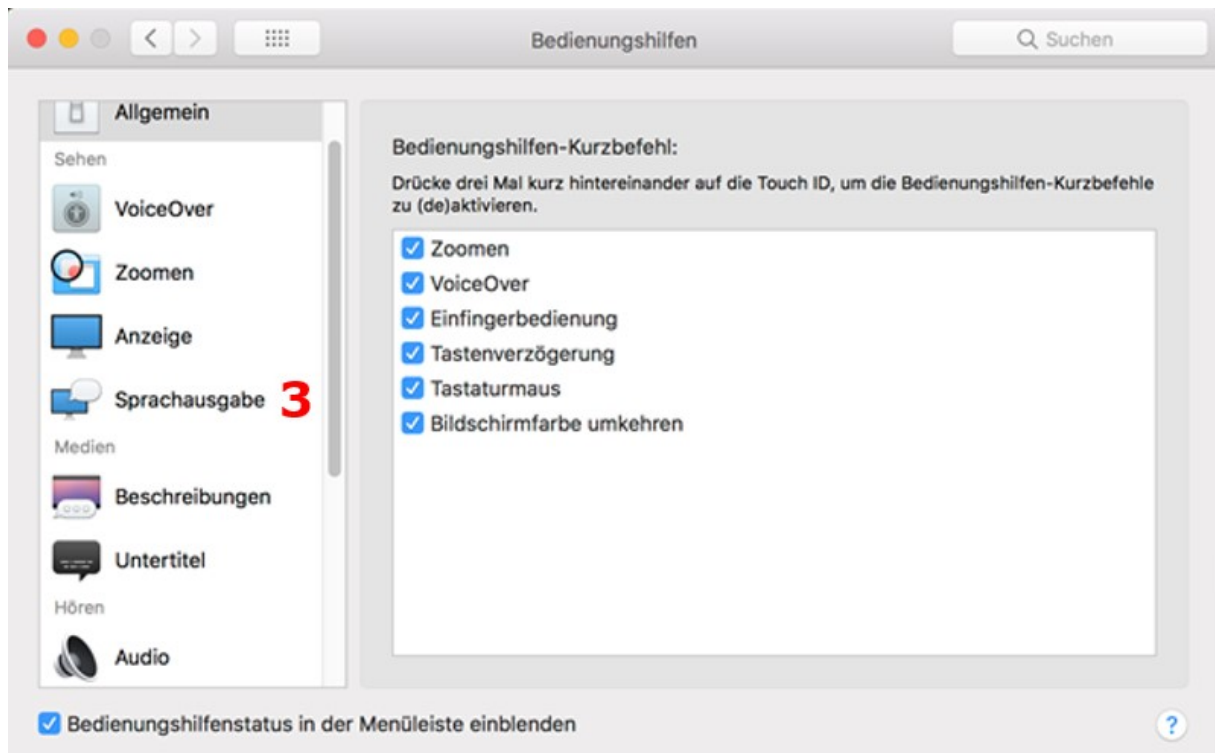 Bedienungshilfen
Suchen
Allgemein
Sehen
VoiceOver
Zoomen
Anzeige
Sprachausgabe 3
Medien
Beschreibungen
Untertitel
Hören
Audio
Bedienungshilfen-Kurzbefehl:
Drücke drei Mal kurz hintereinander auf die Touch ID, um die Bedienungshilfen-Kurzbefehle
zu (de)aktivieren.
Zoomen
VoiceOver
Einfingerbedienung
Tastenverzögerung
Tastaturmaus
Bildschirmfarbe umkehren
Bedienungshilfenstatus in der Menüleiste einblenden
?